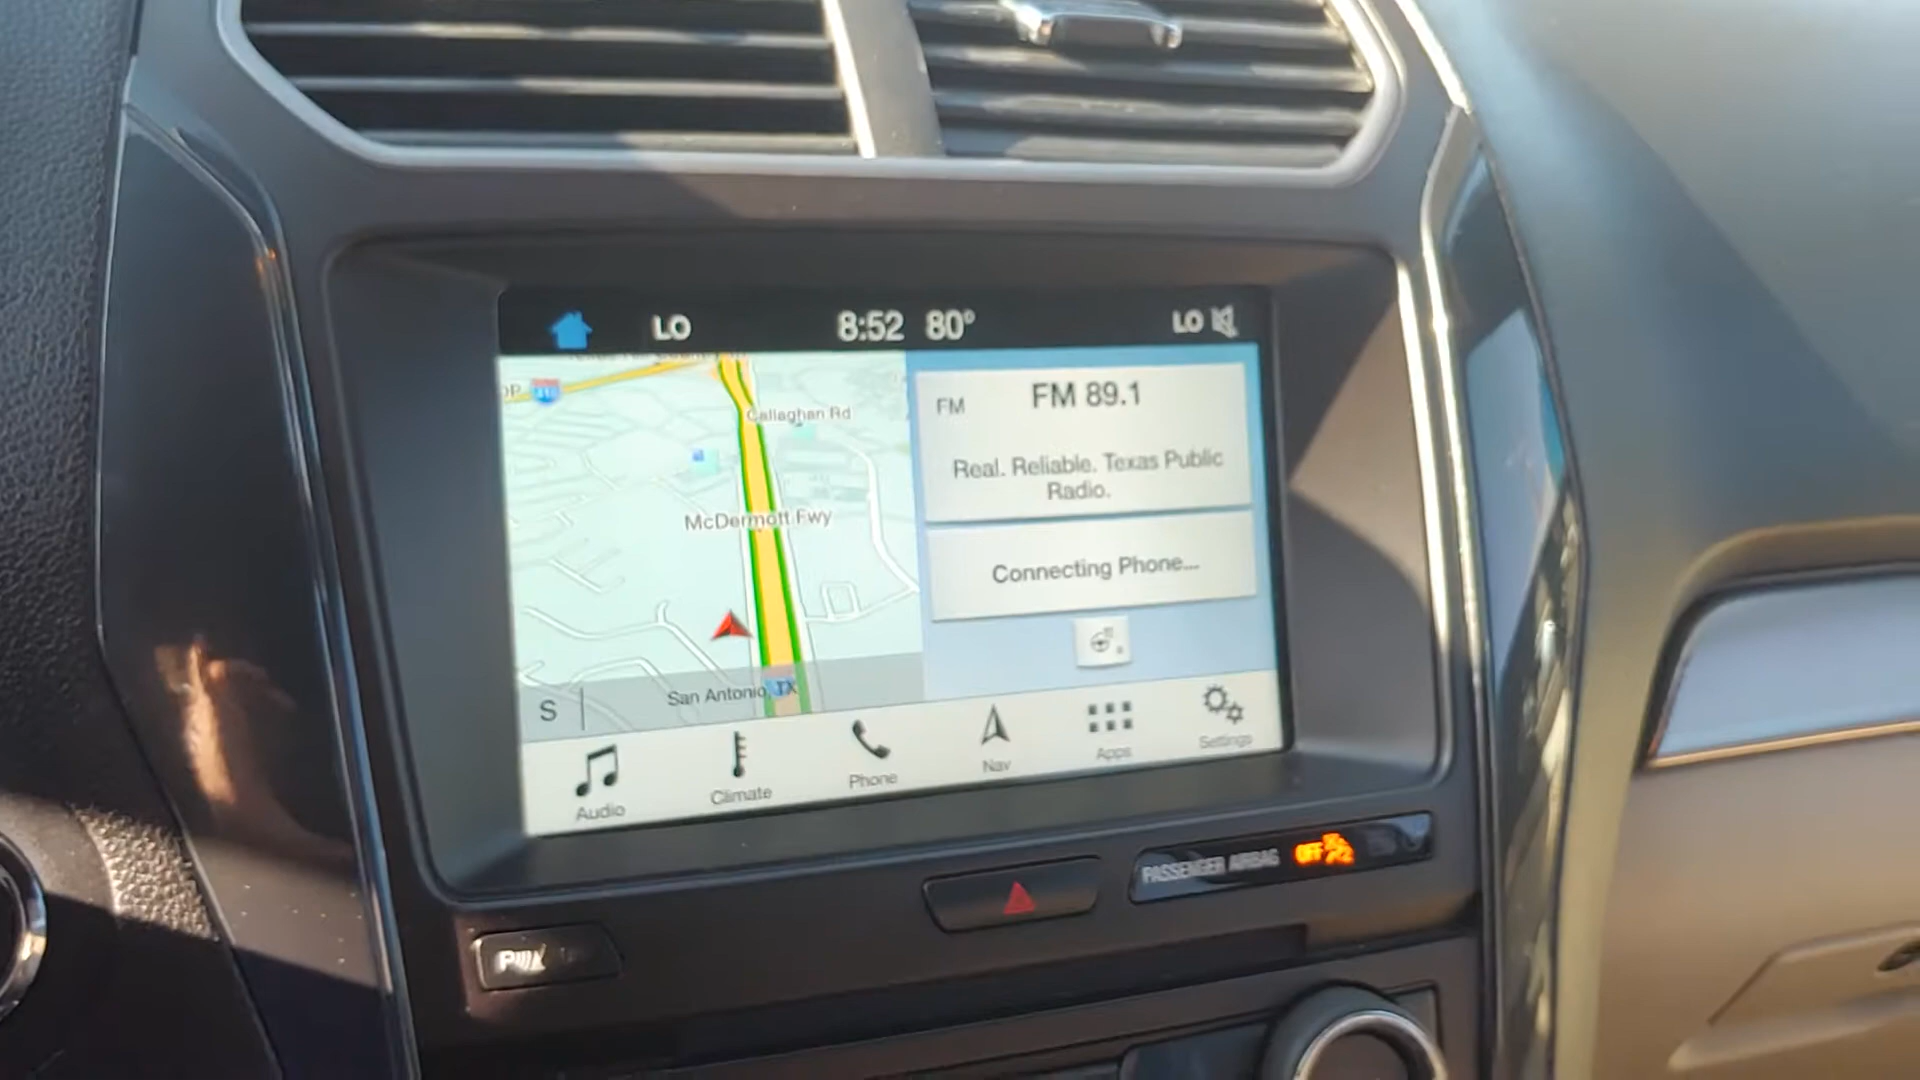 LO
8:52 80°
LO
410
Callaghan Rd
McDermott Fwy
San Antonio, TX
S
FM
FM 89.1
Real. Reliable. Texas Public
Radio.
Connecting Phone...
Audio
Climate
Phone
Nav
Apps
Settings
PASSENGER AIRBAG
OFF